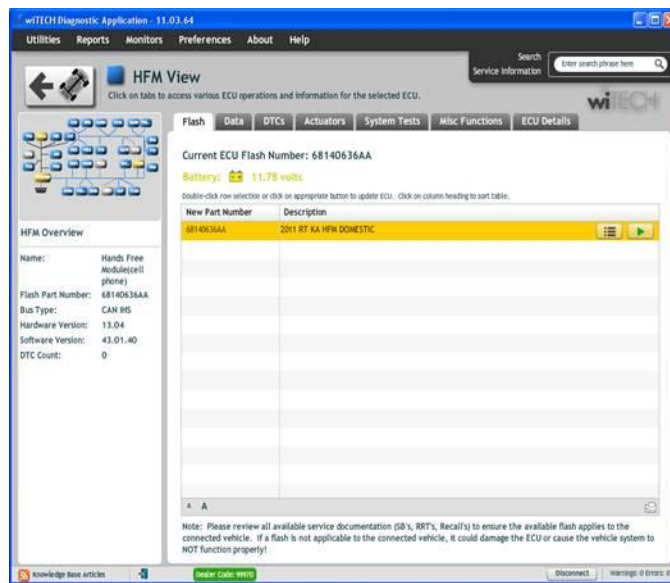 wiTECH Diagnostic Application - 11.03.64
Utilities Reports Monitors Preferences About Help
Search
Service Information
Enter search phrase here
HFM View
Click on tabs to access various ECU operations and information for the selected ECU.
wiTECH
Flash Data DTCs Actuators System Tests Misc Functions ECU Details
Current ECU Flash Number: 68140636AA
Battery: 11.78 volts
Double-click row selection or click on appropriate button to update ECU. Click on column heading to sort table.
New Part Number Description
68140636AA 2011 RT KA HFM DOMESTIC
HFM Overview
Name: Hands Free
Module(cell
phone)
Flash Part Number: 68140636AA
Bus Type: CAN IHS
Hardware Version: 13.04
Software Version: 43.01.40
DTC Count: 0
A A
Note: Please review all available service documentation (SB's, RRT's, Recall's) to ensure the available flash applies to the
connected vehicle. If a flash is not applicable to the connected vehicle, it could damage the ECU or cause the vehicle system to
NOT function properly!
Knowledge Base Articles
Dealer Code: 99970
Disconnect
Warnings: 0 Errors: